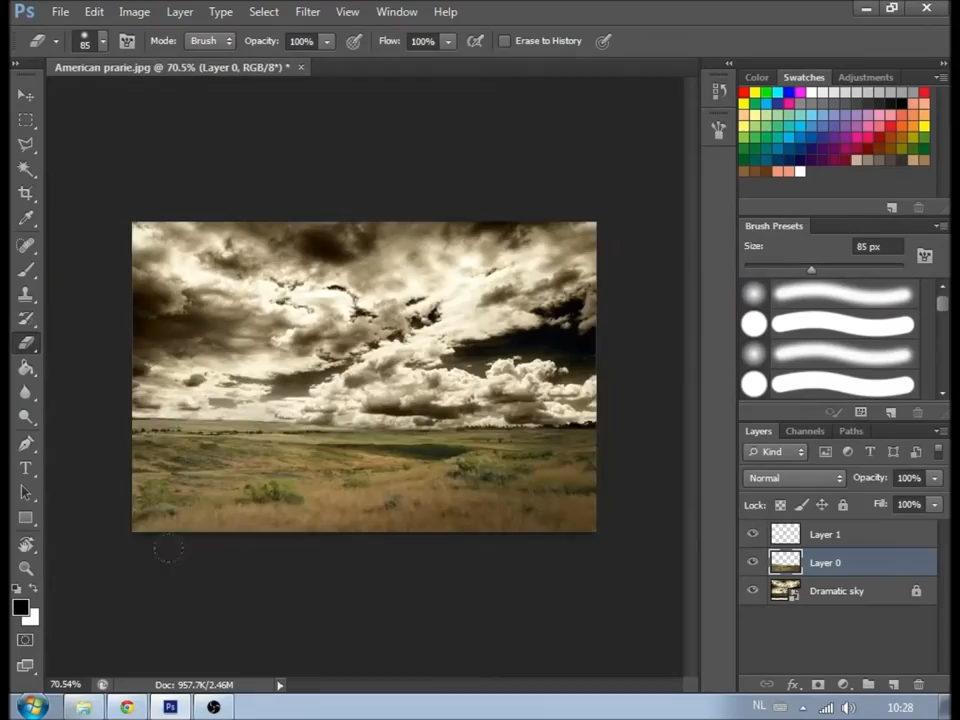 Ps File Edit Image Layer Type Select Filter View Window Help
85 Mode: Brush Opacity: 100% Flow: 100% Erase to History
American prarie.jpg @ 70.5% (Layer 0, RGB/8*) * ×
Color Swatches Adjustments
Brush Presets
Size: 85 px
Layers Channels Paths
Kind
Normal Opacity: 100%
Lock: Fill: 100%
Layer 1
Layer 0
Dramatic sky
70.54% Doc: 957.7K/2.46M
Ps NL 10:28